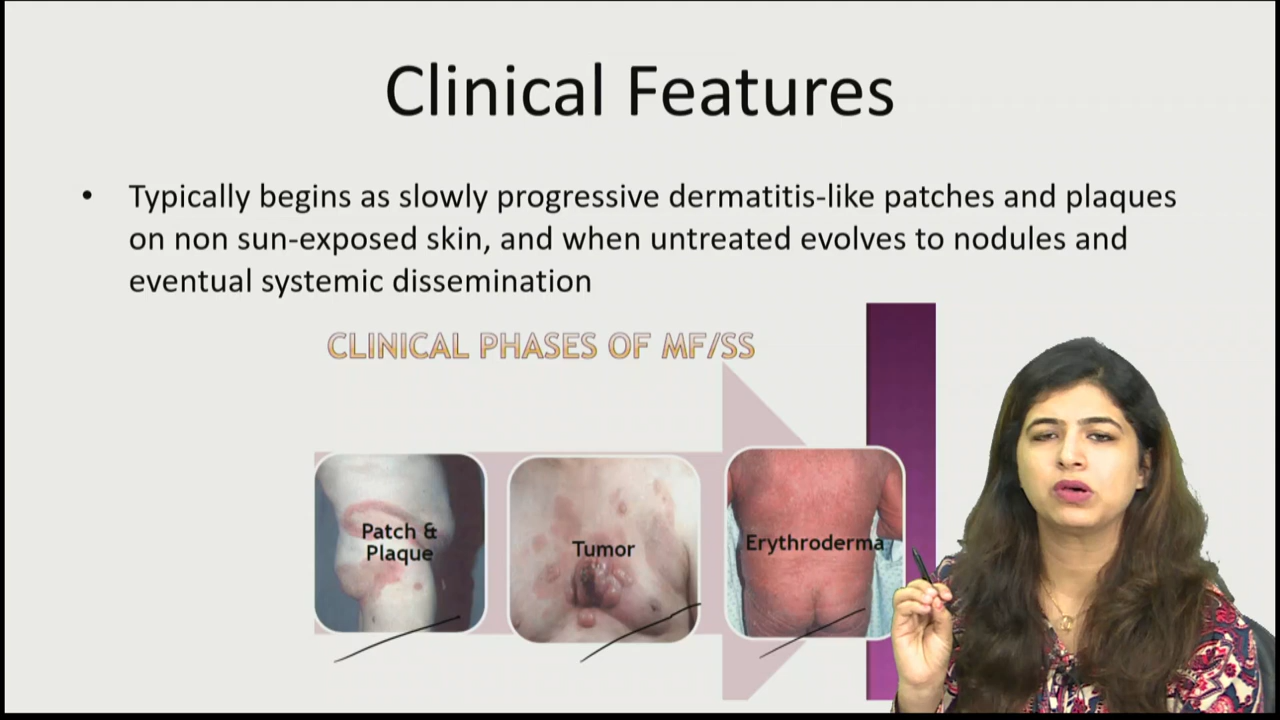 Clinical Features
• Typically begins as slowly progressive dermatitis-like patches and plaques
on non sun-exposed skin, and when untreated evolves to nodules and
eventual systemic dissemination
CLINICAL PHASES OF MF/SS
Patch &
Plaque
Tumor
Erythroderma